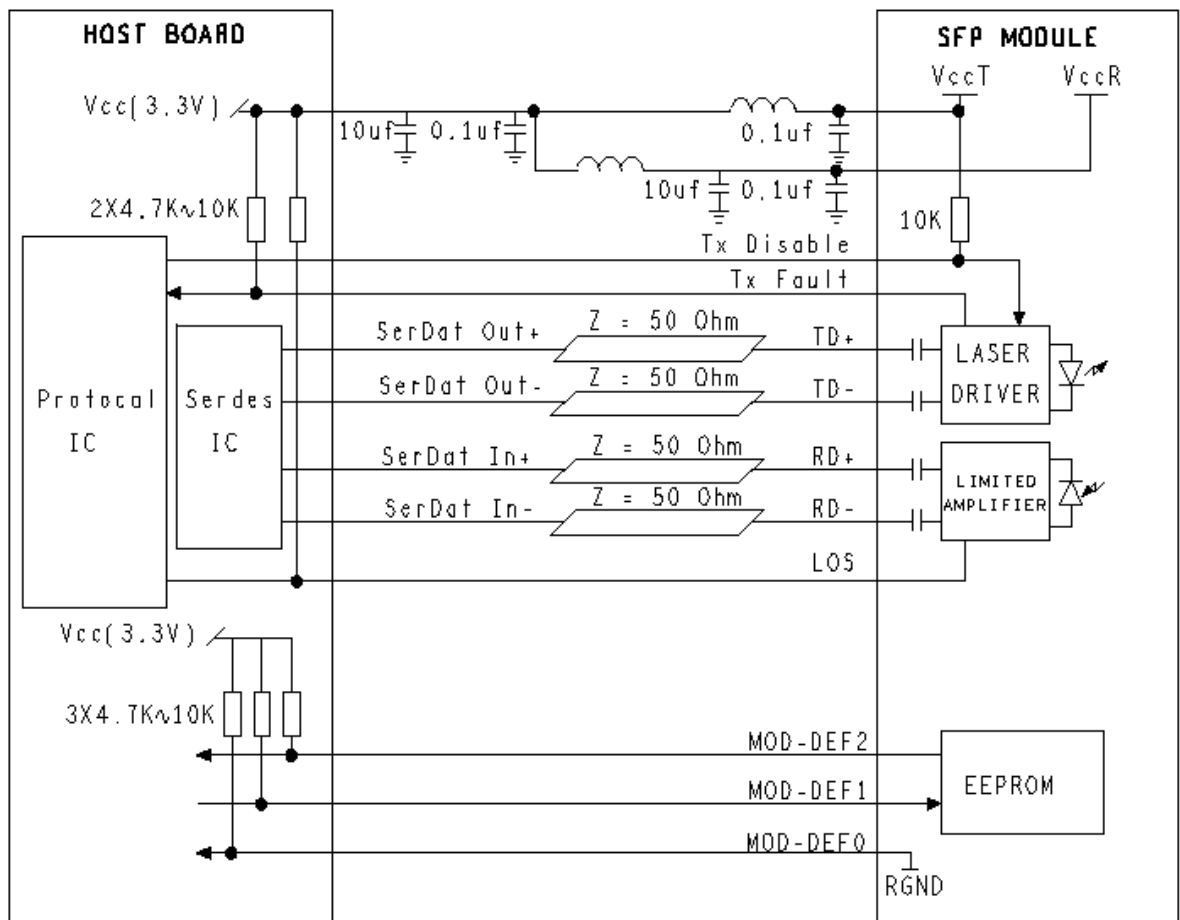 HOST BOARD
SFP MODULE
VccT
VccR
Vcc(3.3V)
10uf
0.1uf
0.1uf
10uf
0.1uf
2X4.7K~10K
10K
Tx Disable
Tx Fault
Protocal
IC
Serdes
IC
SerDat Out+
Z = 50 Ohm
TD+
SerDat Out-
Z = 50 Ohm
TD-
LASER
DRIVER
SerDat In+
Z = 50 Ohm
RD+
SerDat In-
Z = 50 Ohm
RD-
LIMITED
AMPLIFIER
LOS
Vcc(3.3V)
3X4.7K~10K
MOD-DEF2
MOD-DEF1
MOD-DEF0
EEPROM
RGND